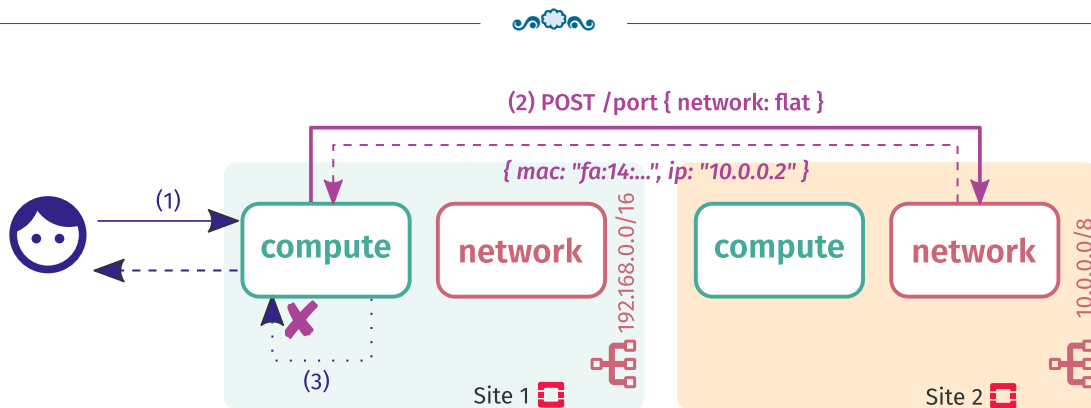 (2) POST /port { network: flat }
{ mac: "fa:14:...", ip: "10.0.0.2" }
(1)
compute
network
192.168.0.0/16
compute
network
10.0.0.0/8
(3)
Site 1
Site 2